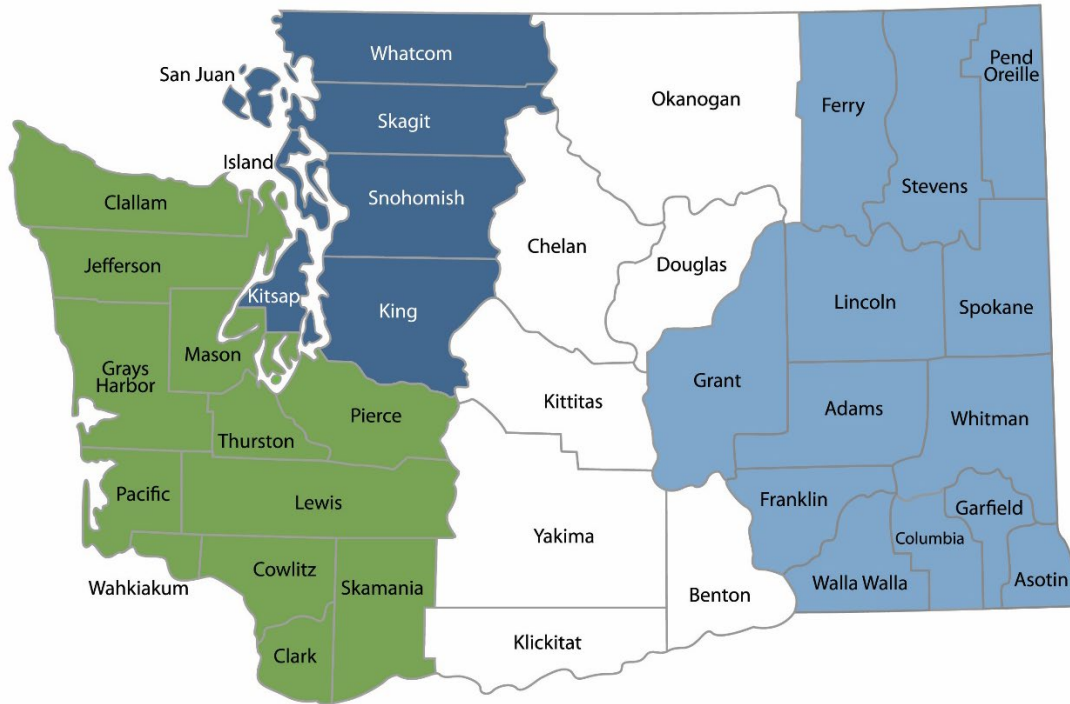 Whatcom
San Juan
Pend
Oreille
Okanogan
Ferry
Skagit
Island
Stevens
Snohomish
Clallam
Chelan
Douglas
Jefferson
Kitsap
Lincoln
Spokane
King
Mason
Grays
Harbor
Grant
Kittitas
Adams
Pierce
Whitman
Thurston
Pacific
Lewis
Franklin
Garfield
Yakima
Columbia
Wahkiakum
Cowlitz
Skamania
Walla Walla
Asotin
Benton
Klickitat
Clark